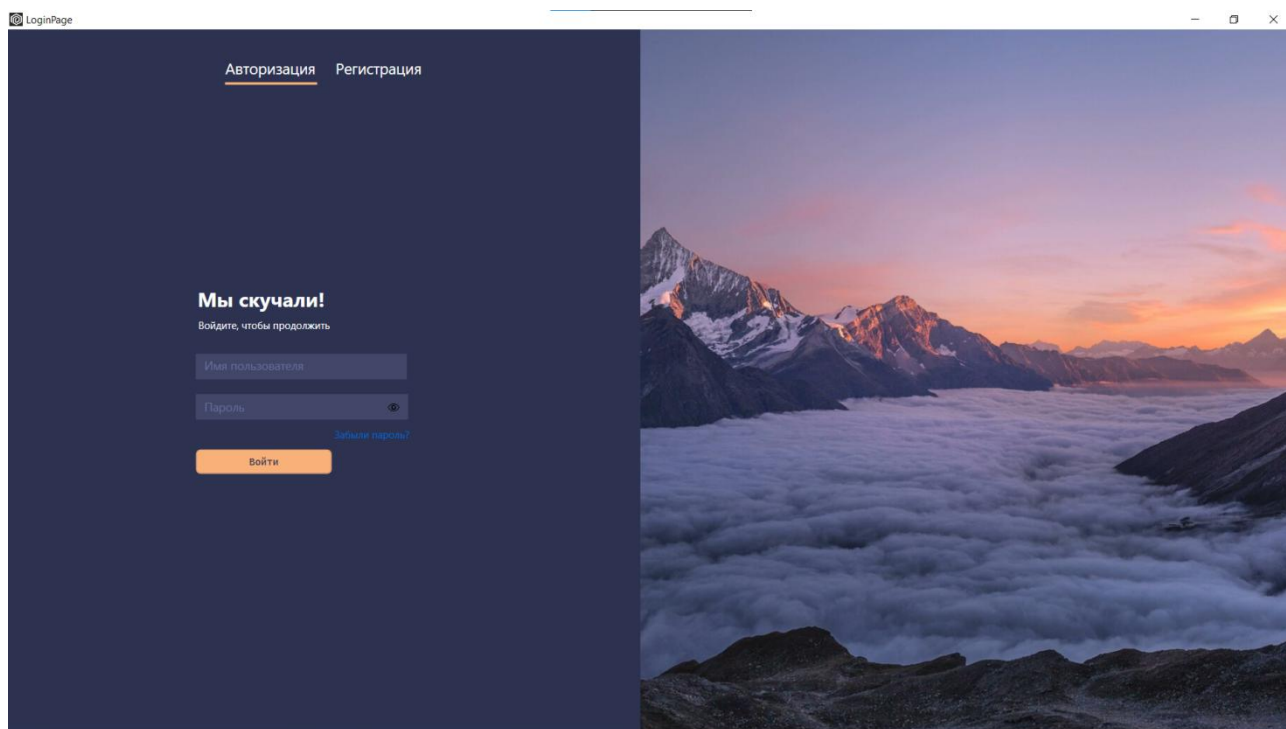 LoginPage
Авторизация Регистрация
Мы скучали!
Войдите, чтобы продолжить
Имя пользователя
Пароль
Забыли пароль?
Войти